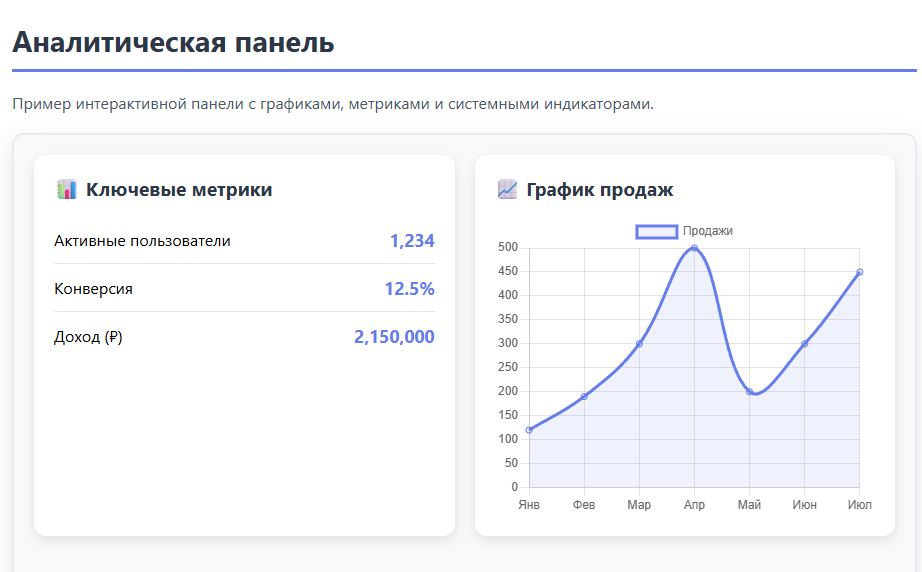 Аналитическая панель
Пример интерактивной панели с графиками, метриками и системными индикаторами.
Ключевые метрики
Активные пользователи 1,234
Конверсия 12.5%
Доход (₽) 2,150,000
График продаж
Продажи
500
450
400
350
300
250
200
150
100
50
0
Янв Фев Мар Апр Май Июн Июл